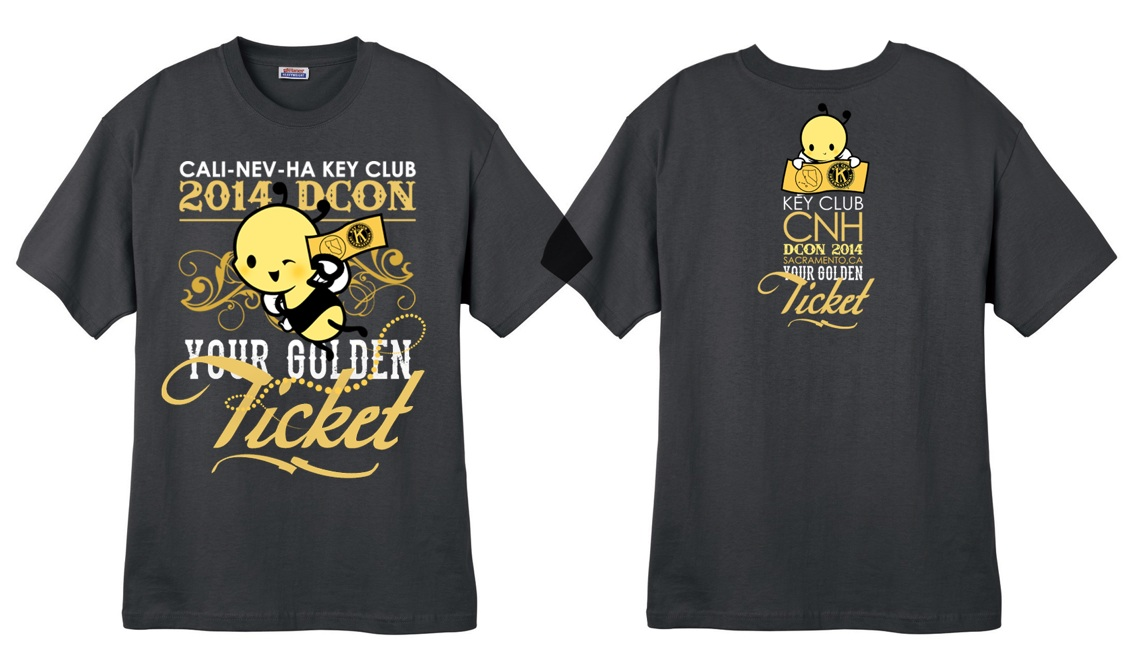 CALI-NEV-HA KEY CLUB
2014 DCON
K
YOUR GOLDEN
Ticket
K
KEY CLUB
CNH
DCON 2014
SACRAMENTO, CA
YOUR GOLDEN
Ticket